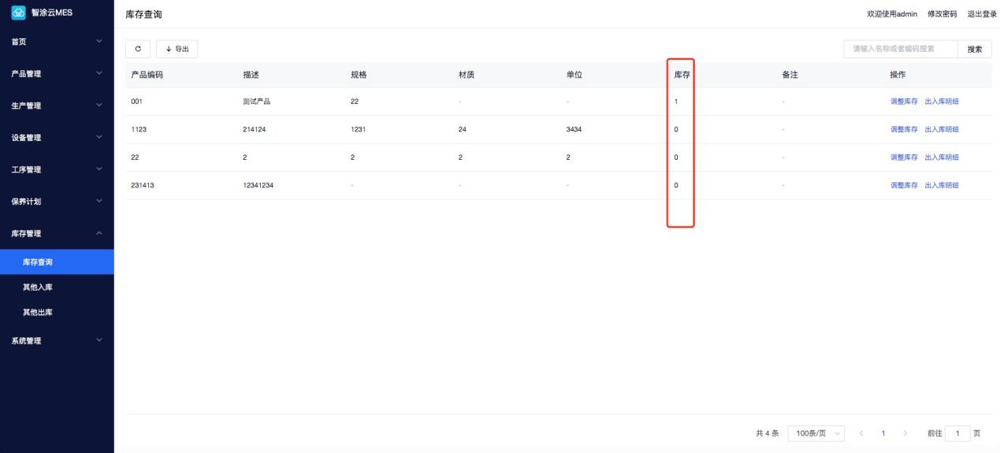 智涂云MES
库存查询
欢迎使用admin 修改密码 退出登录
首页
产品管理
生产管理
设备管理
工序管理
保养计划
库存管理
库存查询
其他入库
其他出库
系统管理
导出
请输入名称或者编码搜索 搜索
产品编码 描述 规格 材质 单位 库存 备注 操作
001 测试产品 22 - - 1 - 调整库存 出入库明细
1123 214124 1231 24 3434 0 - 调整库存 出入库明细
22 2 2 2 2 0 - 调整库存 出入库明细
231413 12341234 - - - 0 - 调整库存 出入库明细
共 4 条 100条/页 1 前往 1 页